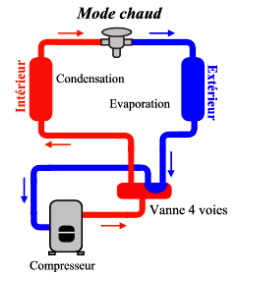 Mode chaud
Intérieur
Condensation
Extérieur
Evaporation
Vanne 4 voies
Compresseur